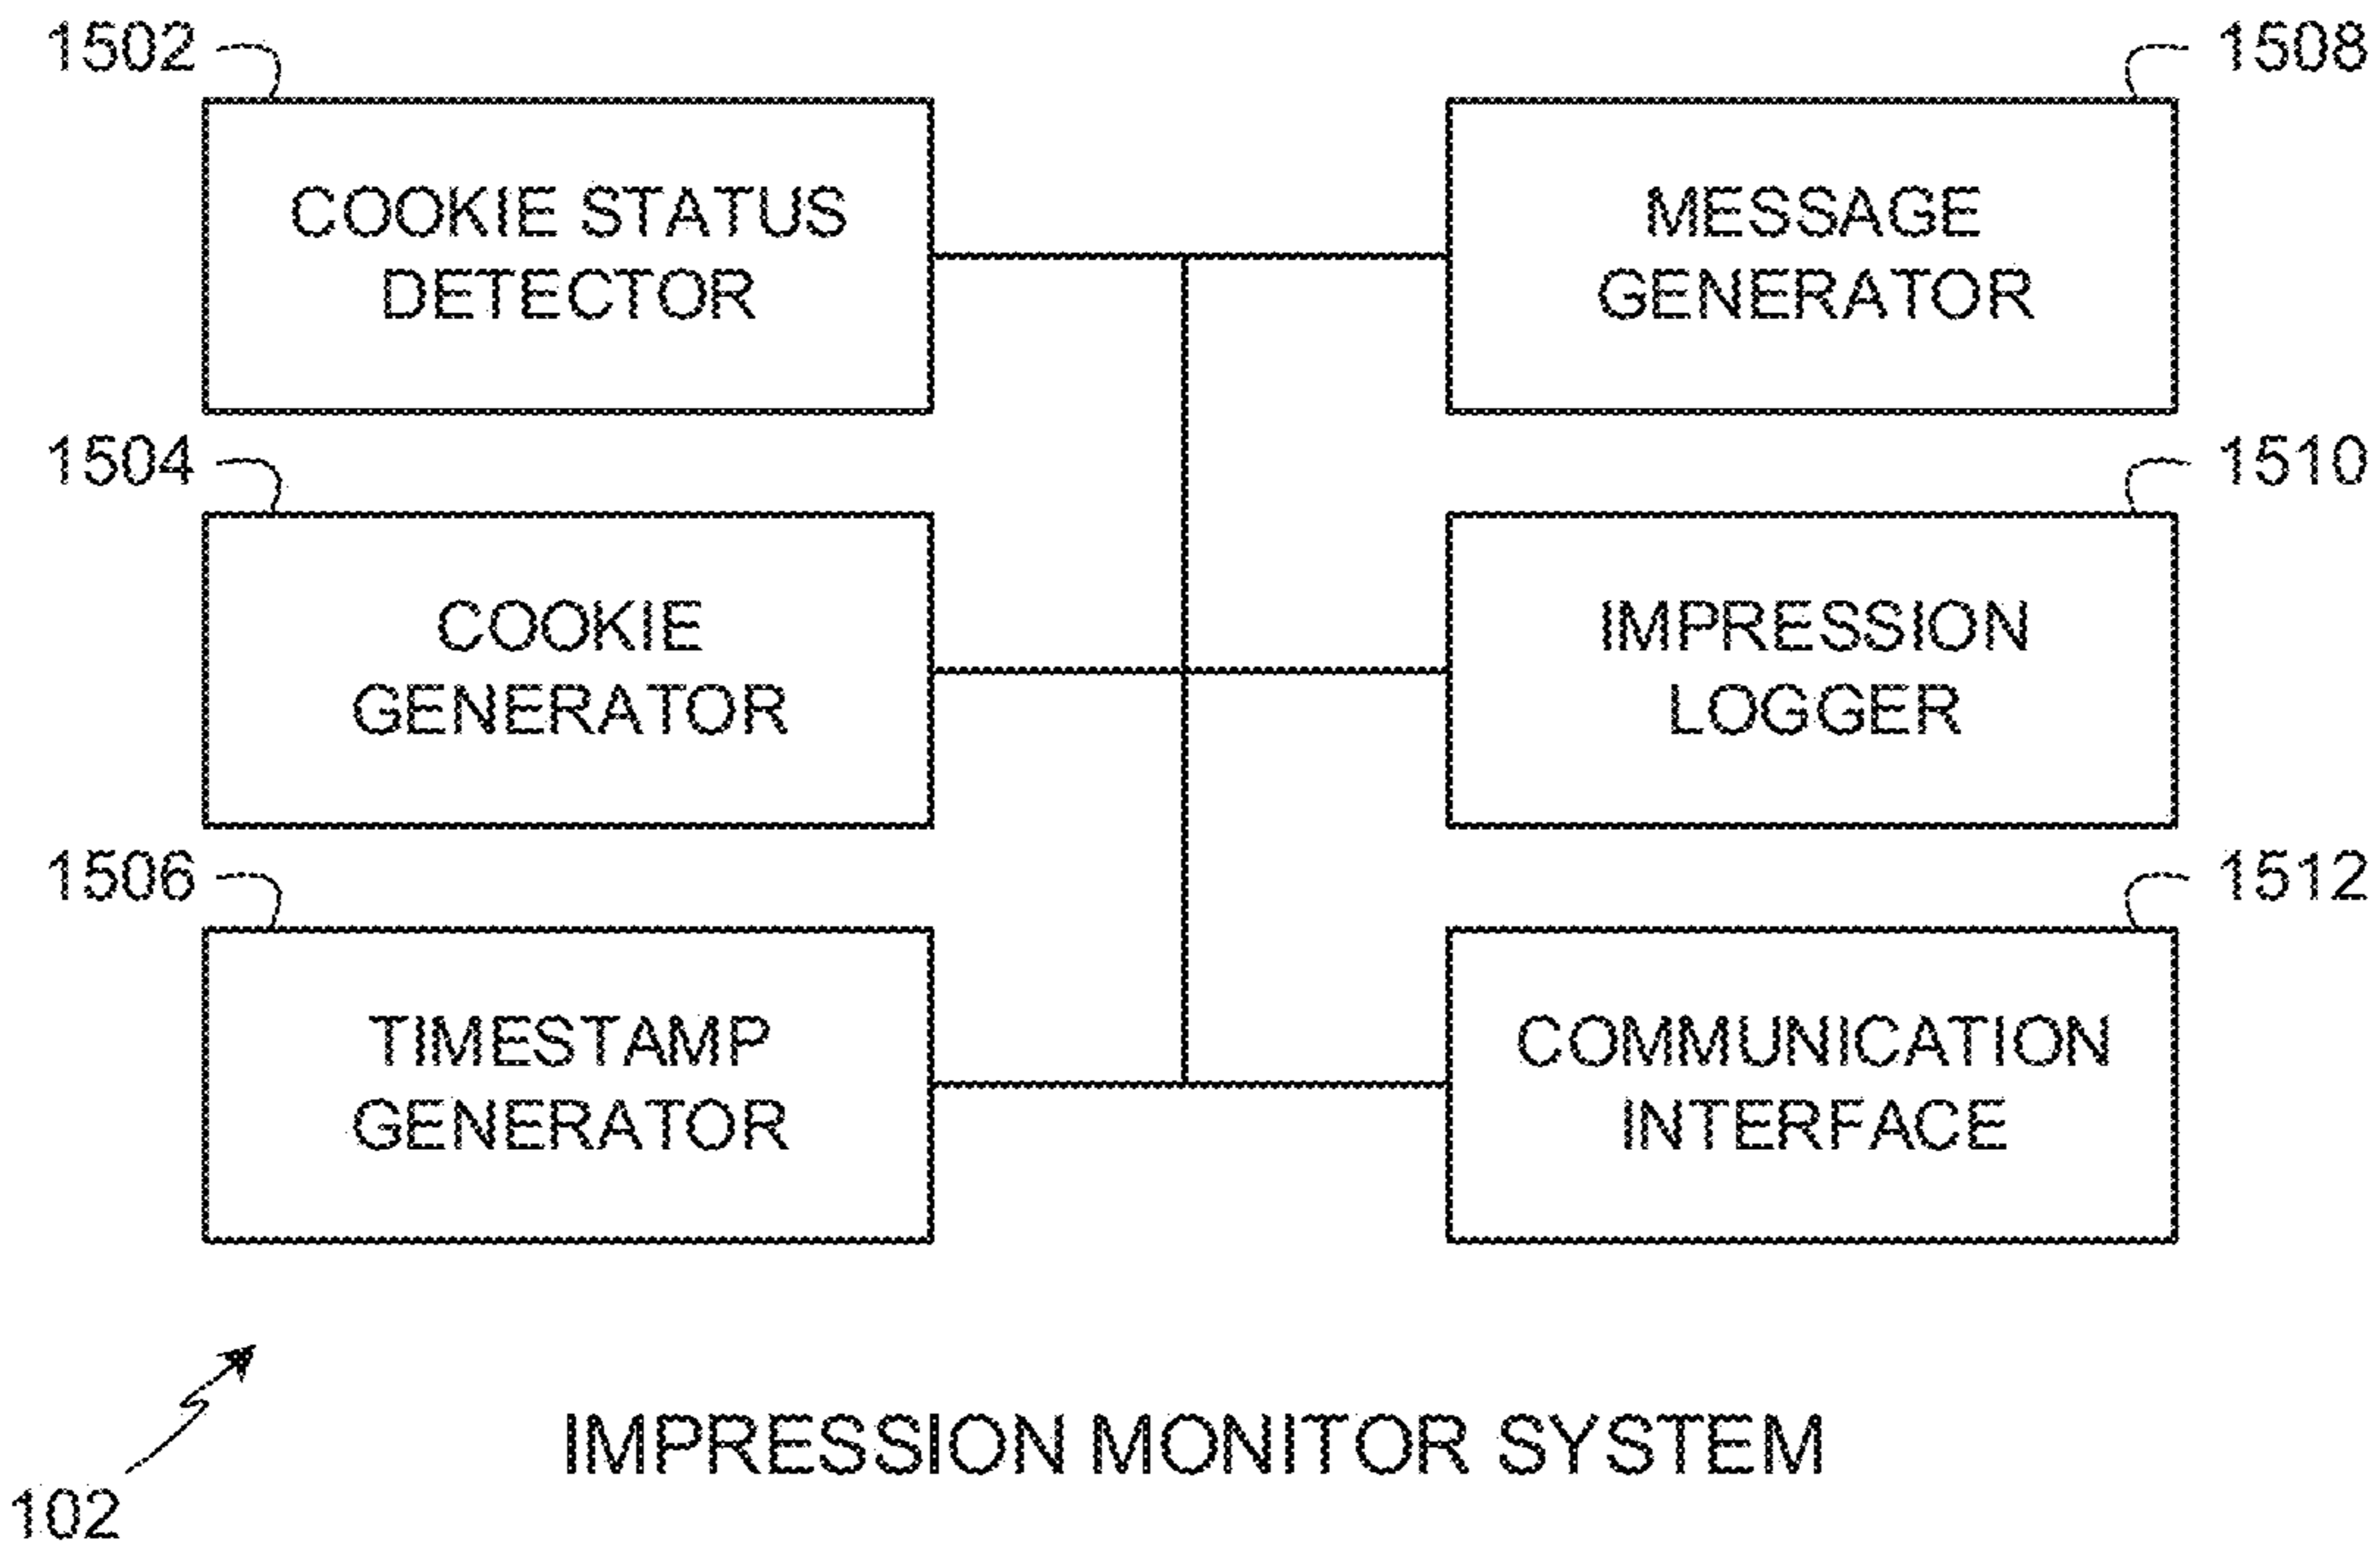 1502
1508
COOKIE STATUS
DETECTOR
MESSAGE
GENERATOR
1504
1510
COOKIE
GENERATOR
IMPRESSION
LOGGER
1506
1512
TIMESTAMP
GENERATOR
COMMUNICATION
INTERFACE
IMPRESSION MONITOR SYSTEM
102